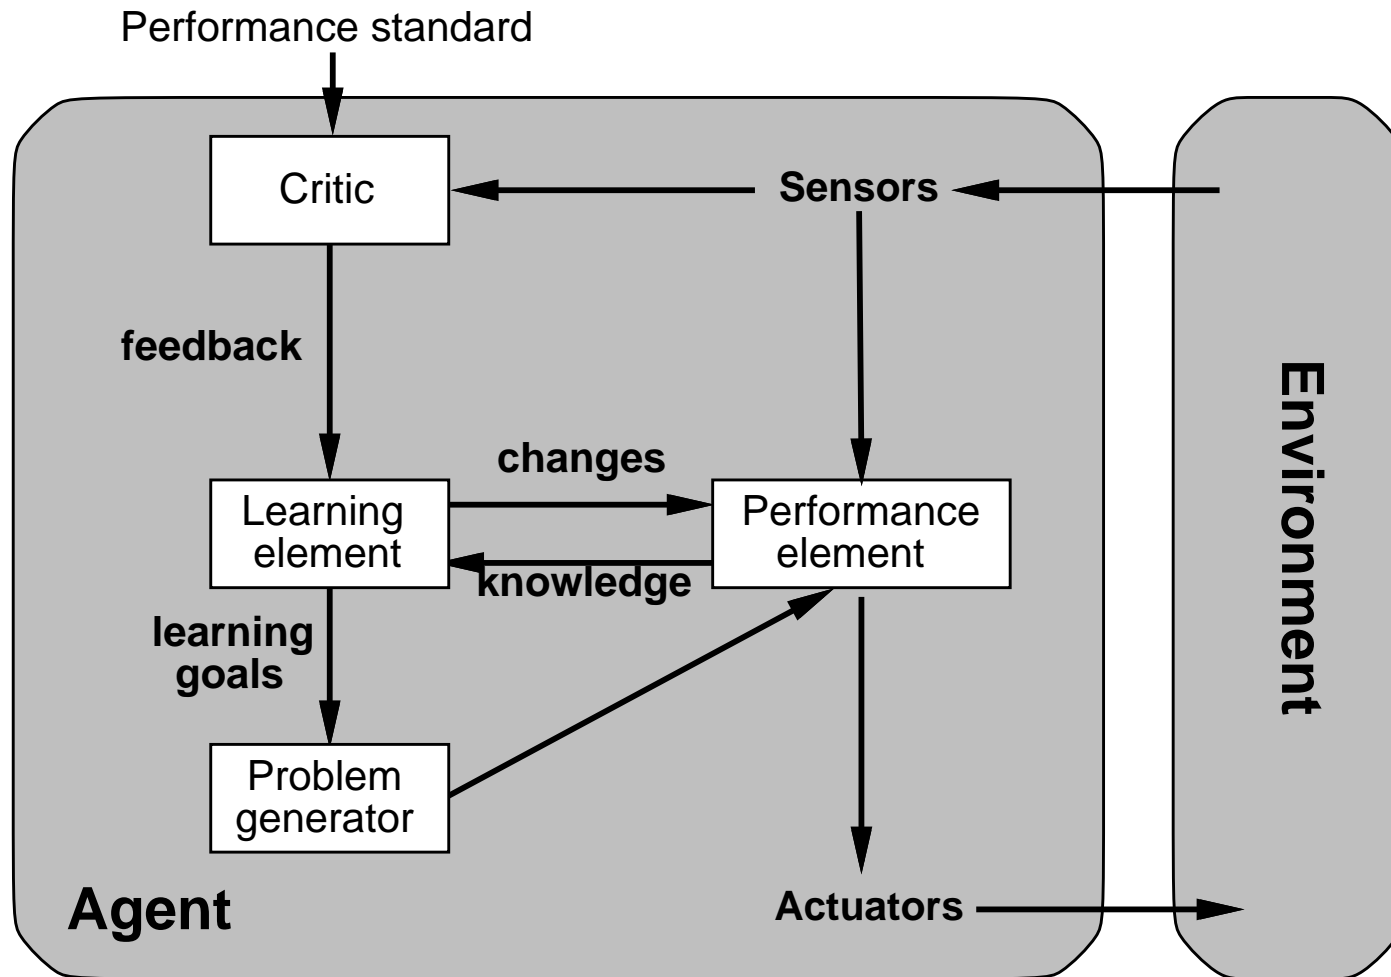 Performance standard
Critic
Sensors
feedback
changes
Learning
element
Performance
element
knowledge
learning
goals
Problem
generator
Agent
Actuators
Environment